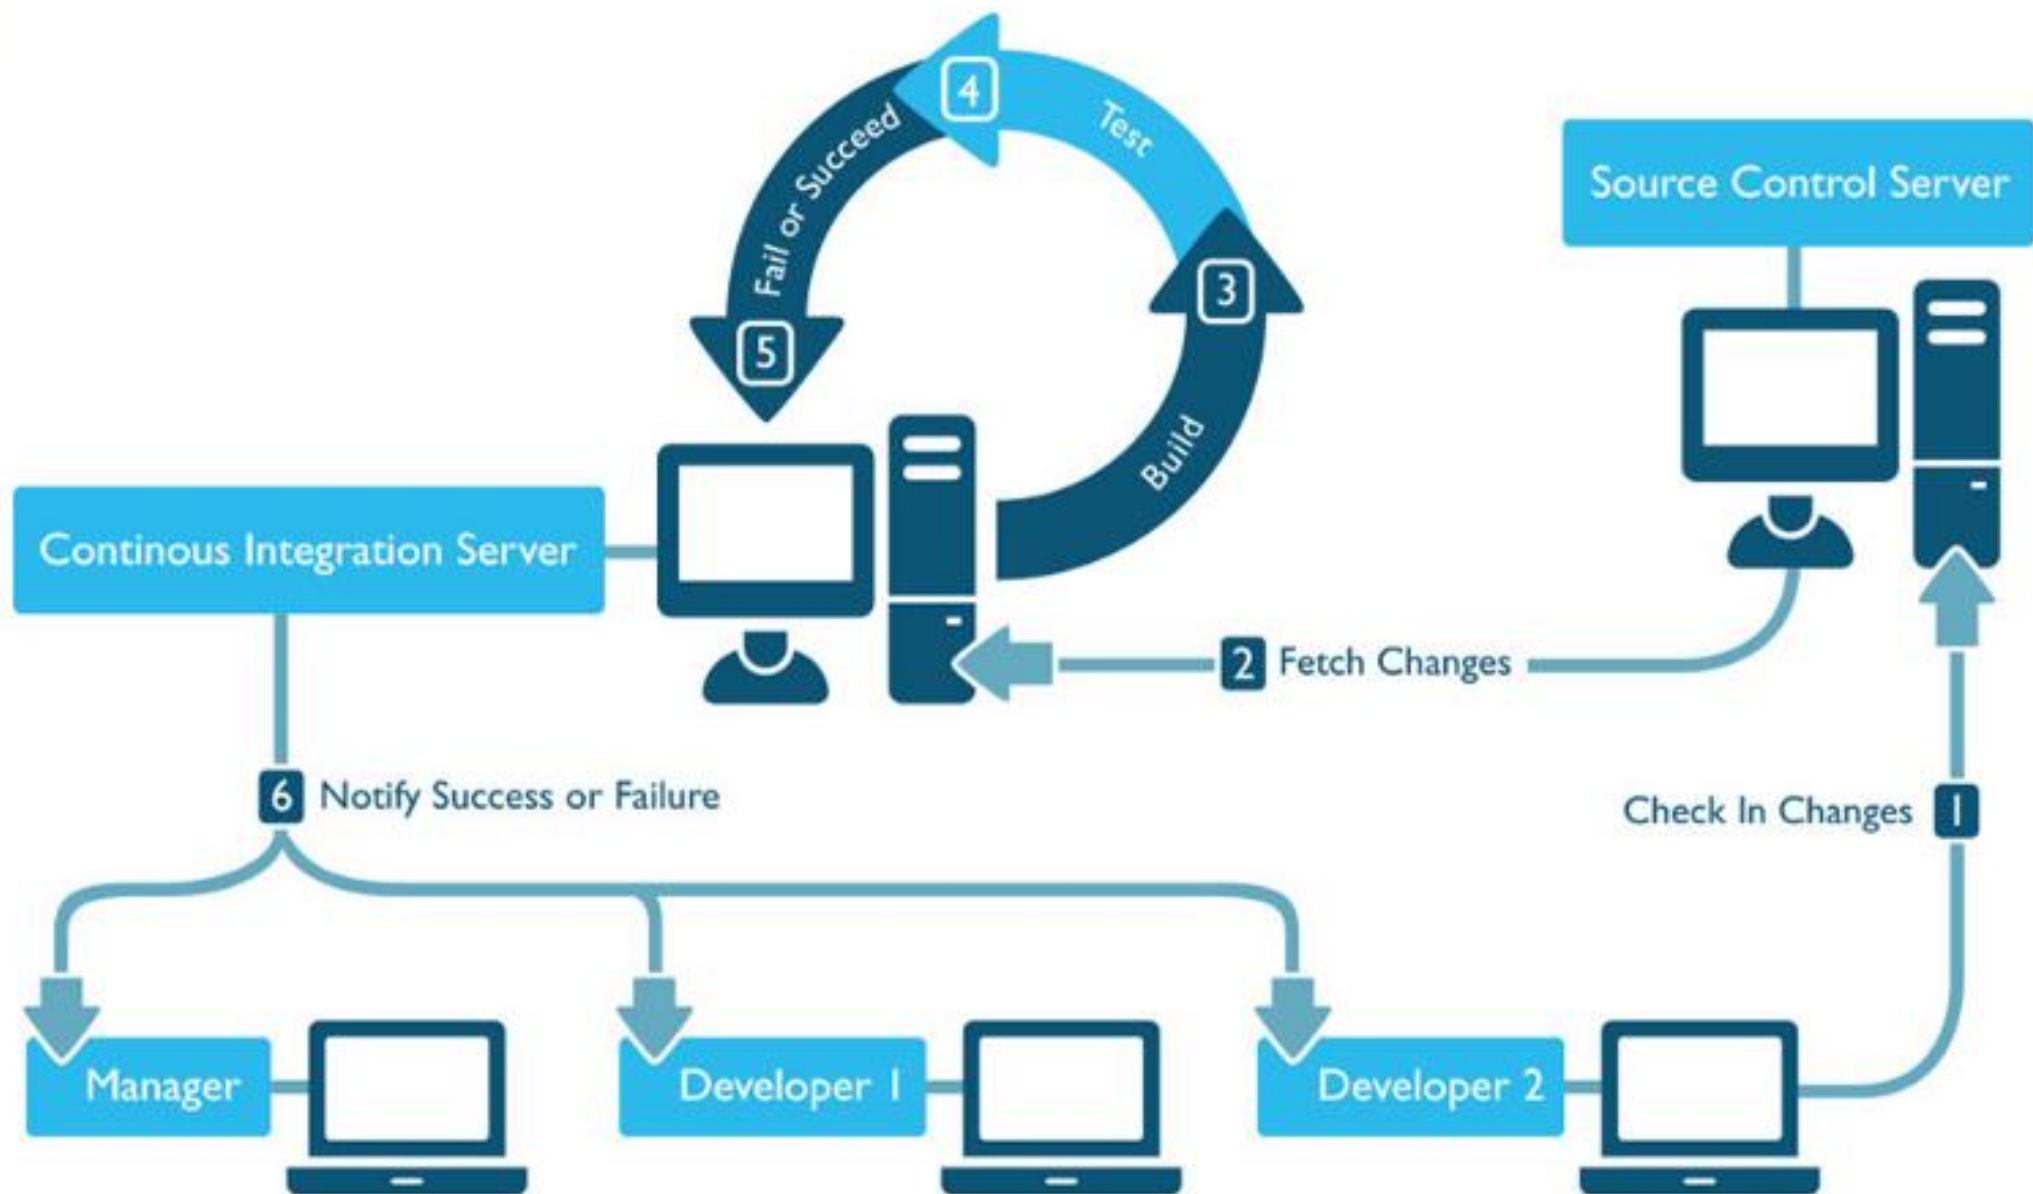 4
Test
Fail or Succeed
Source Control Server
3
5
Build
Continous Integration Server
2 Fetch Changes
6 Notify Success or Failure
Check In Changes 1
Manager
Developer 1
Developer 2